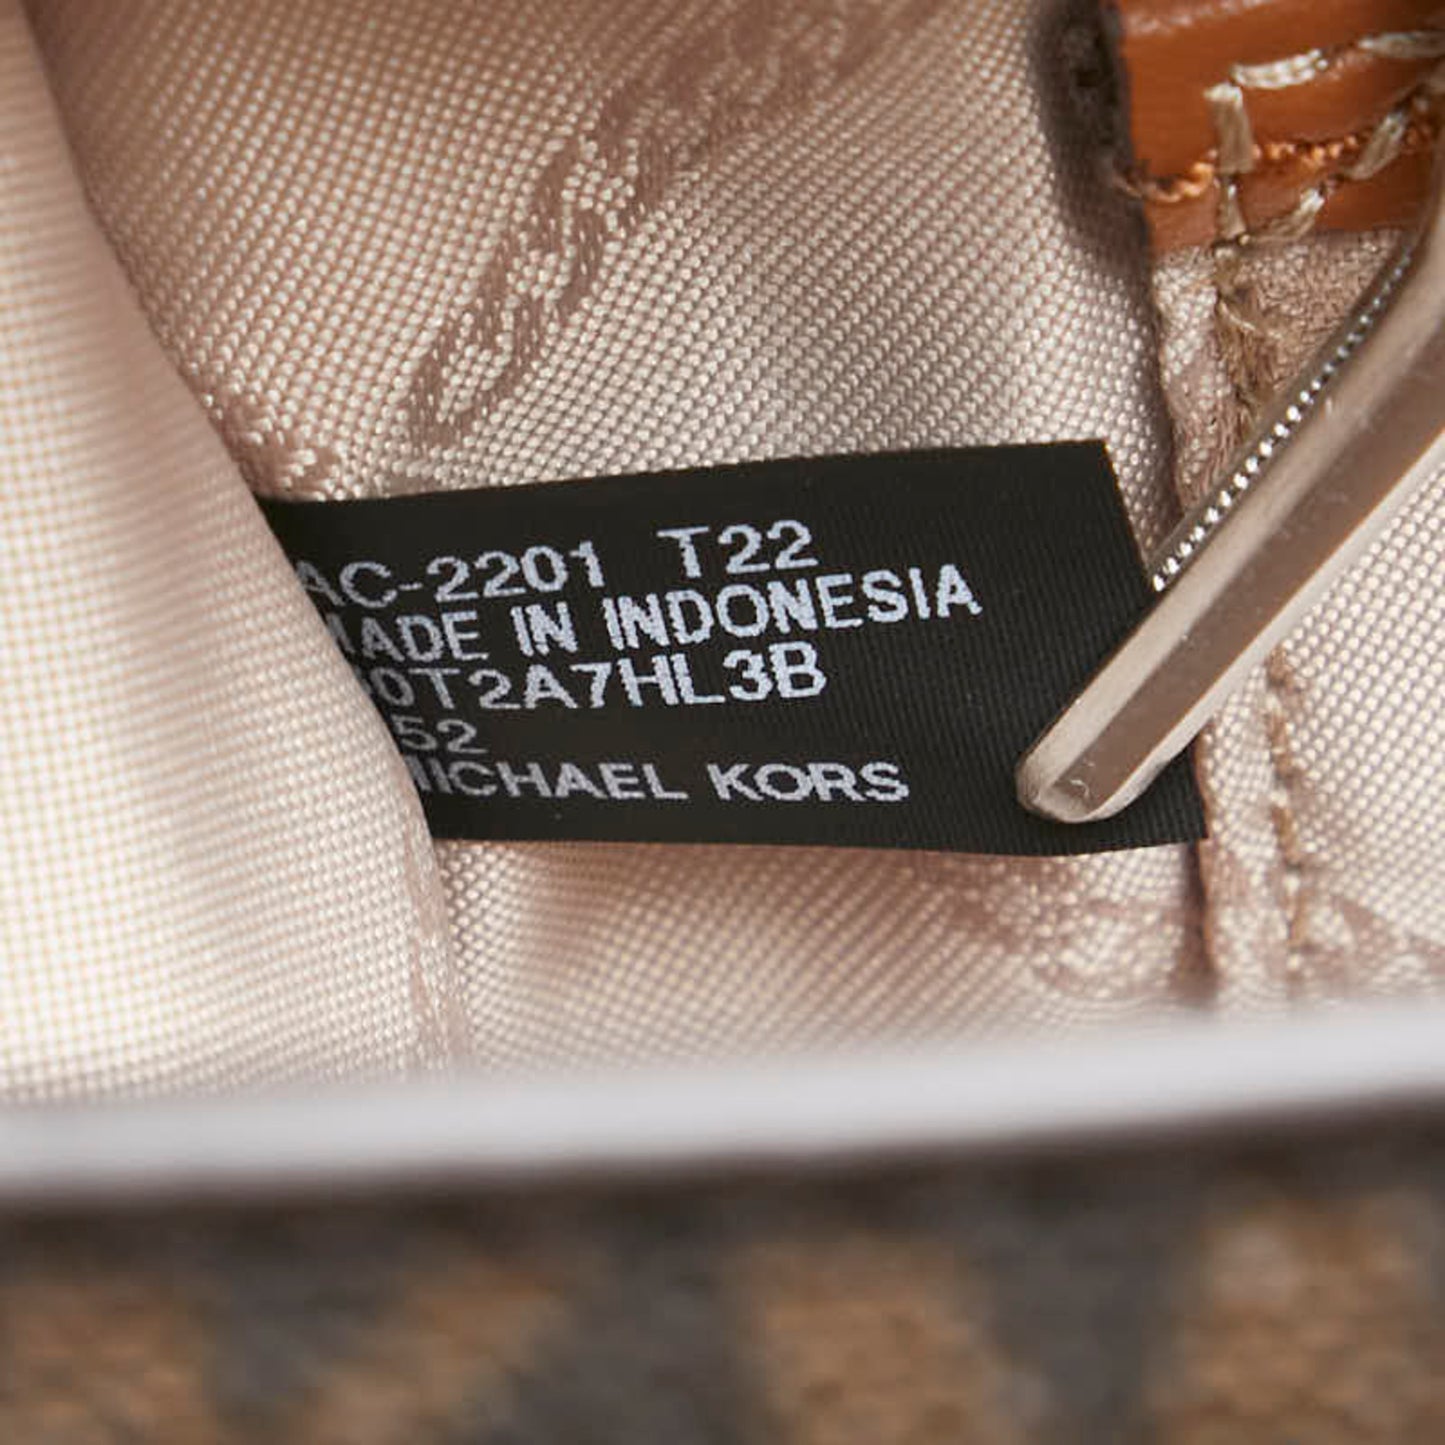 AC-2201 T22
MADE IN INDONESIA
0T2A7HL3B
52
MICHAEL KORS